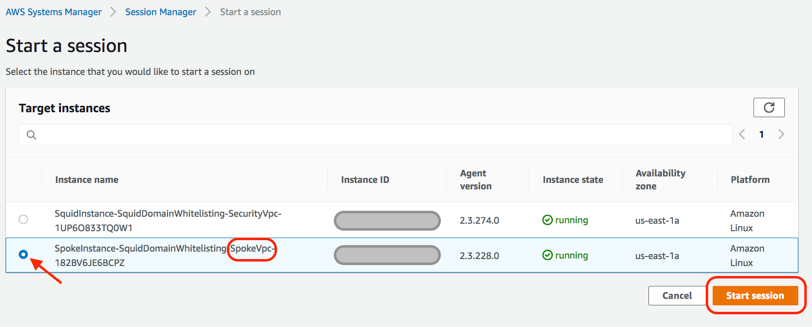 AWS Systems Manager > Session Manager > Start a session
Start a session
Select the instance that you would like to start a session on
Target instances
1
Instance name Instance ID Agent version Instance state Availability zone Platform
SquidInstance-SquidDomainWhitelisting-SecurityVpc-
1UP6O833TQ0W1
2.3.274.0 running us-east-1a Amazon
Linux
SpokeInstance-SquidDomainWhitelisting-SpokeVpc-
182BV6JE6BCPZ
2.3.228.0 running us-east-1a Amazon
Linux
Cancel Start session